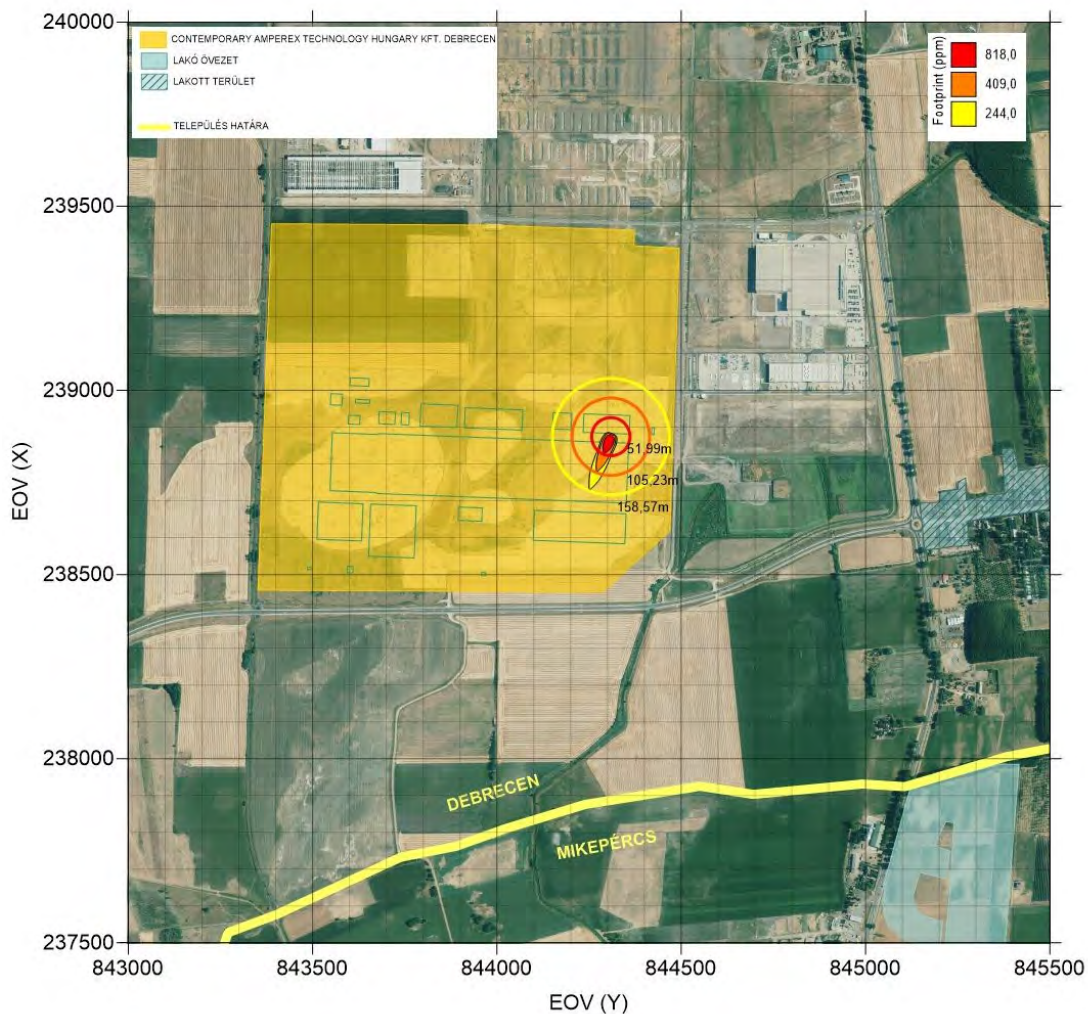 240000
239500
239000
238500
238000
237500
EOV (X)
CONTEMPORARY AMPEREX TECHNOLOGY HUNGARY KFT. DEBRECEN
LAKÓ ÖVEZET
LAKOTT TERÜLET
TELEPÜLÉS HATÁRA
Footprint (ppm)
818,0
409,0
244,0
51,99m
105,23m
158,57m
DEBRECEN
MIKEPÉRCS
843000 843500 844000 844500 845000 845500
EOV (Y)